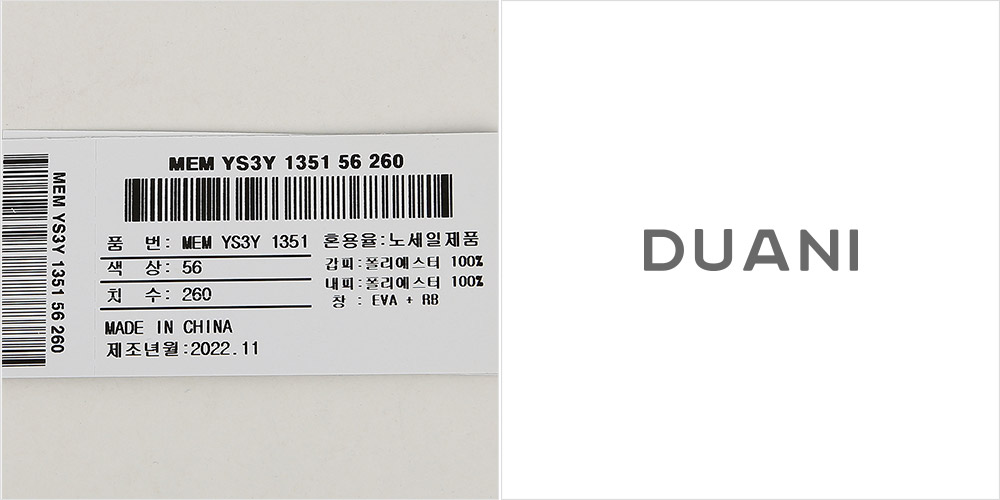 MEM YS3Y 1351 56 260
MEM YS3Y 1351 56 260
품 번: MEM YS3Y 1351
색 상: 56
치 수: 260
MADE IN CHINA
제조년월:2022.11
혼용율:노세일제품
갑피:폴리에스터 100%
내피:폴리에스터 100%
창 : EVA + RB
DUANI